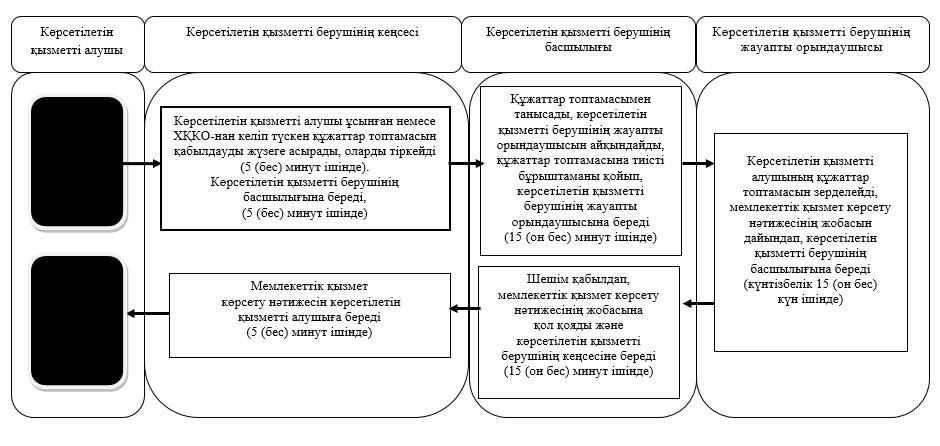 Көрсетілетін
қызметті алушы
Көрсетілетін қызметті берушінің кеңсесі
Көрсетілетін қызметті берушінің
басшылығы
Көрсетілетін қызметті берушінің
жауапты орындаушысы
Көрсетілетін қызметті алушы ұсынған немесе
ХҚКО-нан келіп түскен құжаттар топтамасын
қабылдауды жүзеге асырады, оларды тіркейді
(5 (бес) минут ішінде).
Көрсетілетін қызметті берушінің
басшылығына береді,
(5 (бес) минут ішінде)
Құжаттар топтамасымен
танысады, көрсетілетін
қызметті берушінің жауапты
орындаушысын айқындайды,
құжаттар топтамасына тиісті
бұрыштаманы қойып,
көрсетілетін қызметті
берушінің жауапты
орындаушысына береді
(15 (он бес) минут ішінде)
Көрсетілетін қызметті
алушының құжаттар
топтамасын зерделейді,
мемлекеттік қызмет көрсету
нәтижесінің жобасын
дайындап, көрсетілетін
қызметті берушінің
басшылығына береді
(күнтізбелік 15 (он бес)
күн ішінде)
Шешім қабылдап,
мемлекеттік қызмет көрсету
нәтижесінің жобасына
қол қояды және
көрсетілетін қызметті
берушінің кеңсесіне береді
(15 (он бес) минут ішінде)
Мемлекеттік қызмет
көрсету нәтижесін көрсетілетін
қызметті алушыға береді
(5 (бес) минут ішінде)